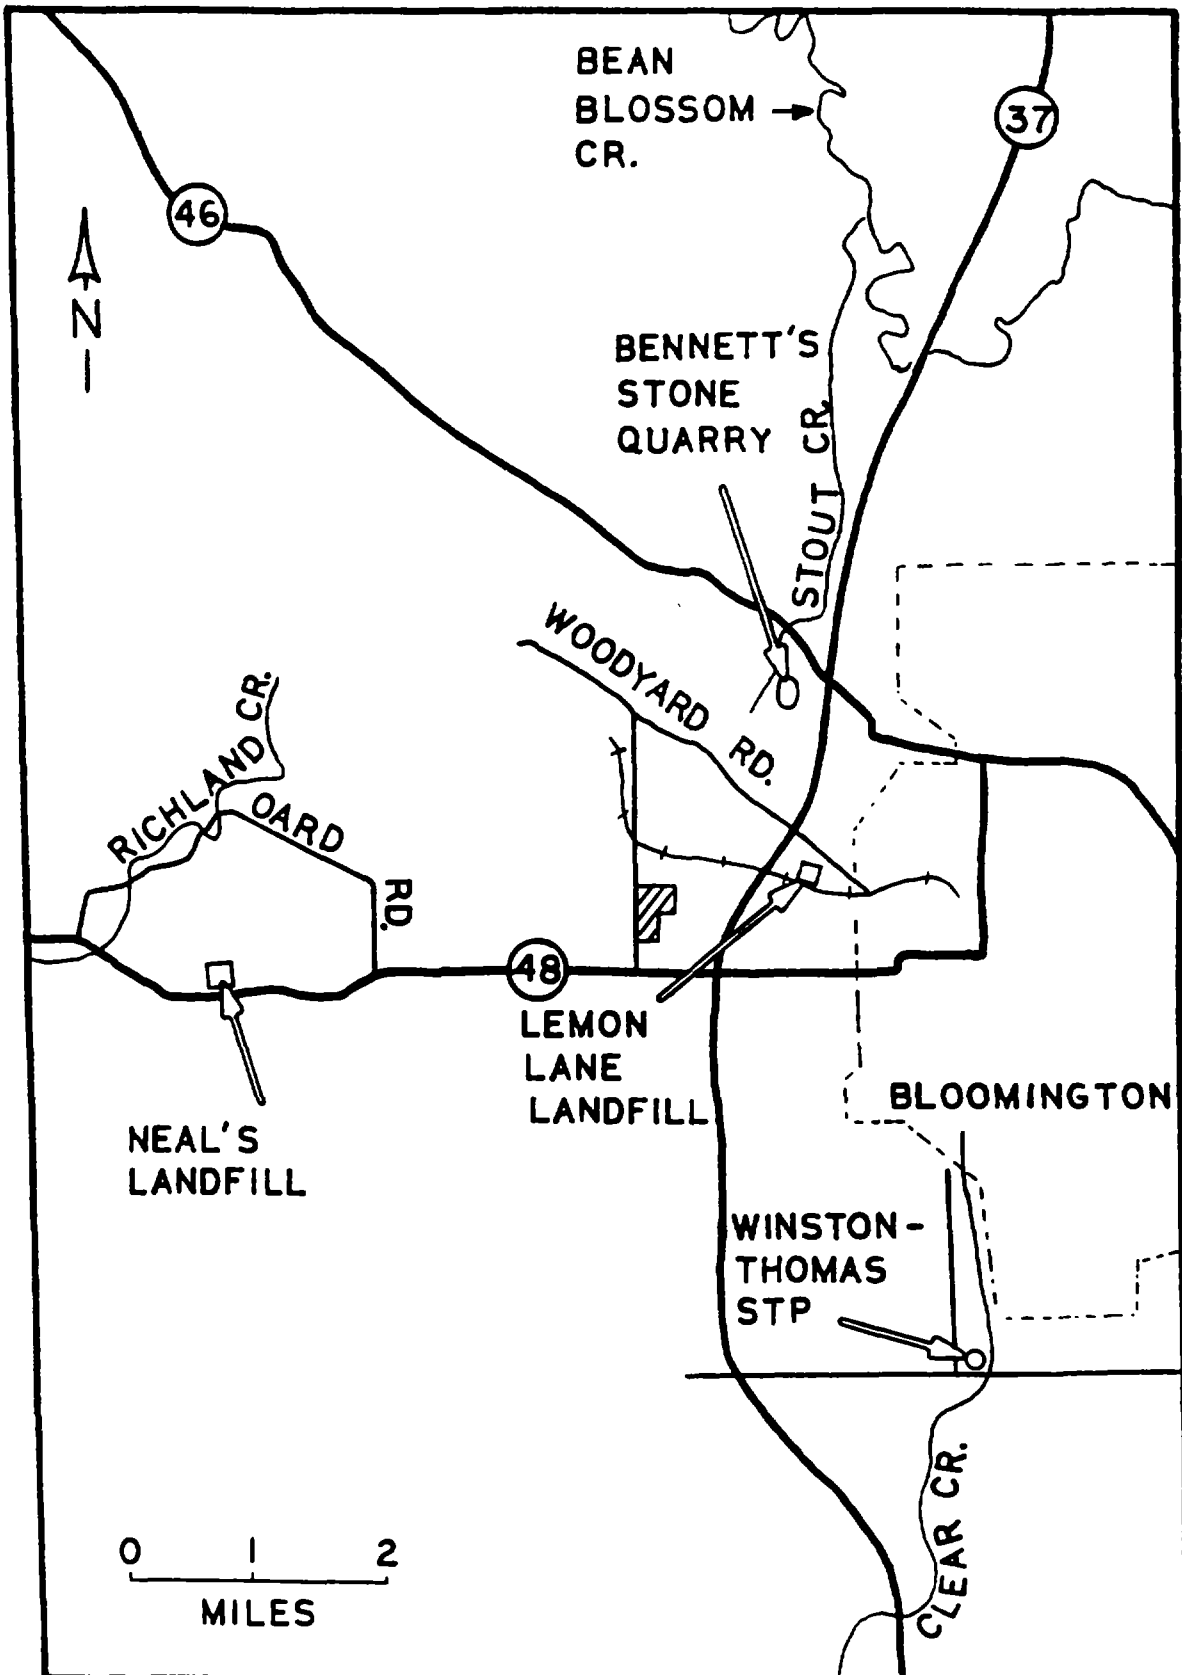 BEAN
BLOSSOM
CR.
37
46
N
BENNETT'S
STONE
QUARRY
STOUT CR.
WOODYARD RD.
RICHLAND CR.
OARD
RD.
48
LEMON
LANE
LANDFILL
BLOOMINGTON
NEAL'S
LANDFILL
WINSTON-
THOMAS
STP
CLEAR CR.
0 1 2
MILES